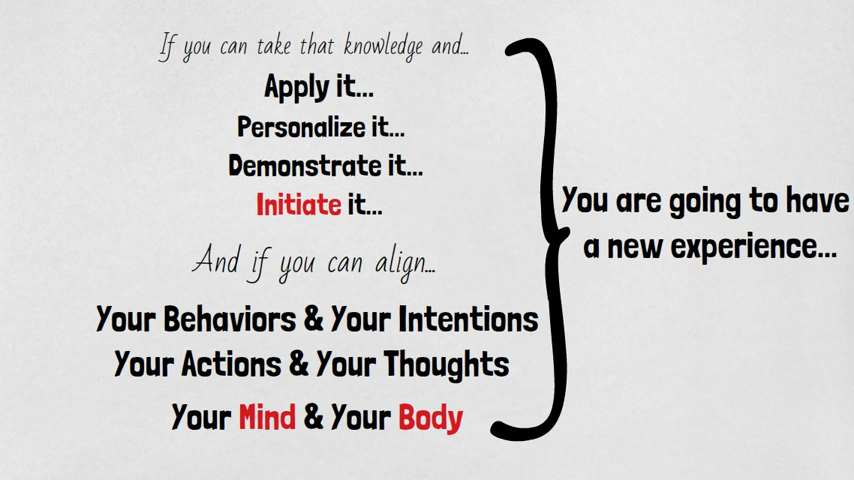 If you can take that knowledge and...
Apply it...
Personalize it...
Demonstrate it...
Initiate it...
And if you can align...
Your Behaviors & Your Intentions
Your Actions & Your Thoughts
Your Mind & Your Body
You are going to have
a new experience...